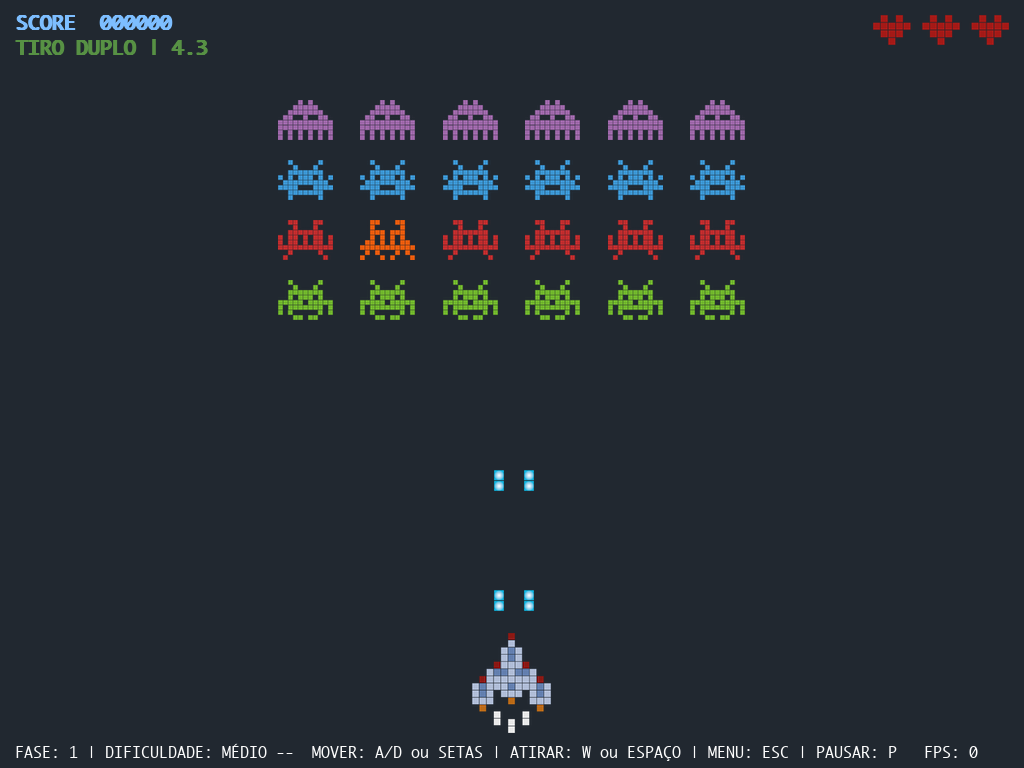 SCORE  000000
TIRO DUPLO | 4.3
FASE: 1 | DIFICULDADE: MÉDIO --  MOVER: A/D ou SETAS | ATIRAR: W ou ESPAÇO | MENU: ESC | PAUSAR: P   FPS: 0